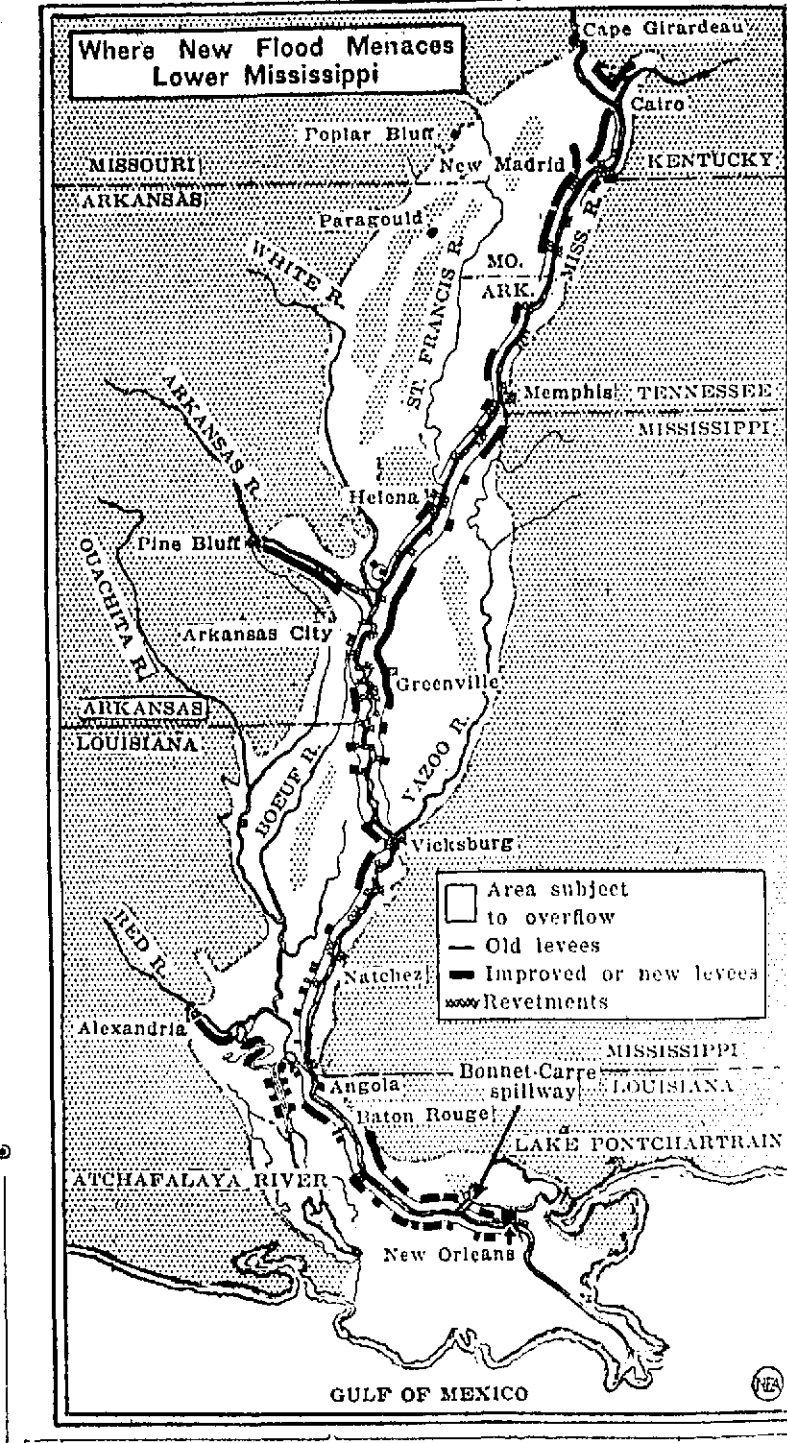 Where New Flood Menaces
Lower Mississippi
Cape Girardeau
Cairo
Poplar Bluff
New Madrid
MISSOURI
KENTUCKY
ARKANSAS
Paragould
WHITE R.
ST. FRANCIS R.
MO.
ARK.
MISS. R.
Memphis
TENNESSEE
MISSISSIPPI
ARKANSAS R.
Helena
Pine Bluff
OUACHITA R.
Arkansas City
Greenville
ARKANSAS
LOUISIANA
BOEUF R.
YAZOO R.
Vicksburg
Area subject
to overflow
Old levees
Improved or new levees
Revetments
RED R.
Natchez
Alexandria
MISSISSIPPI
LOUISIANA
Angola
Bonnet-Carre
spillway
Baton Rouge
LAKE PONTCHARTRAIN
ATCHAFALAYA RIVER
New Orleans
GULF OF MEXICO
NEA